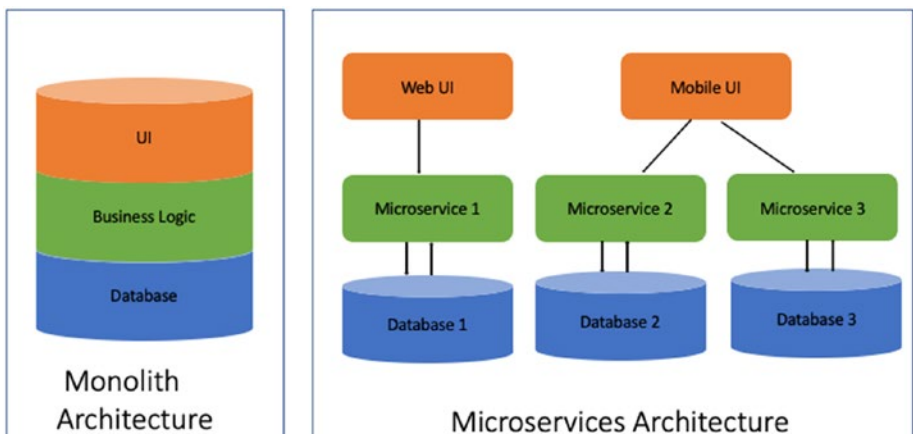 UI
Business Logic
Database
Monolith
Architecture
Web UI
Mobile UI
Microservice 1
Microservice 2
Microservice 3
Database 1
Database 2
Database 3
Microservices Architecture